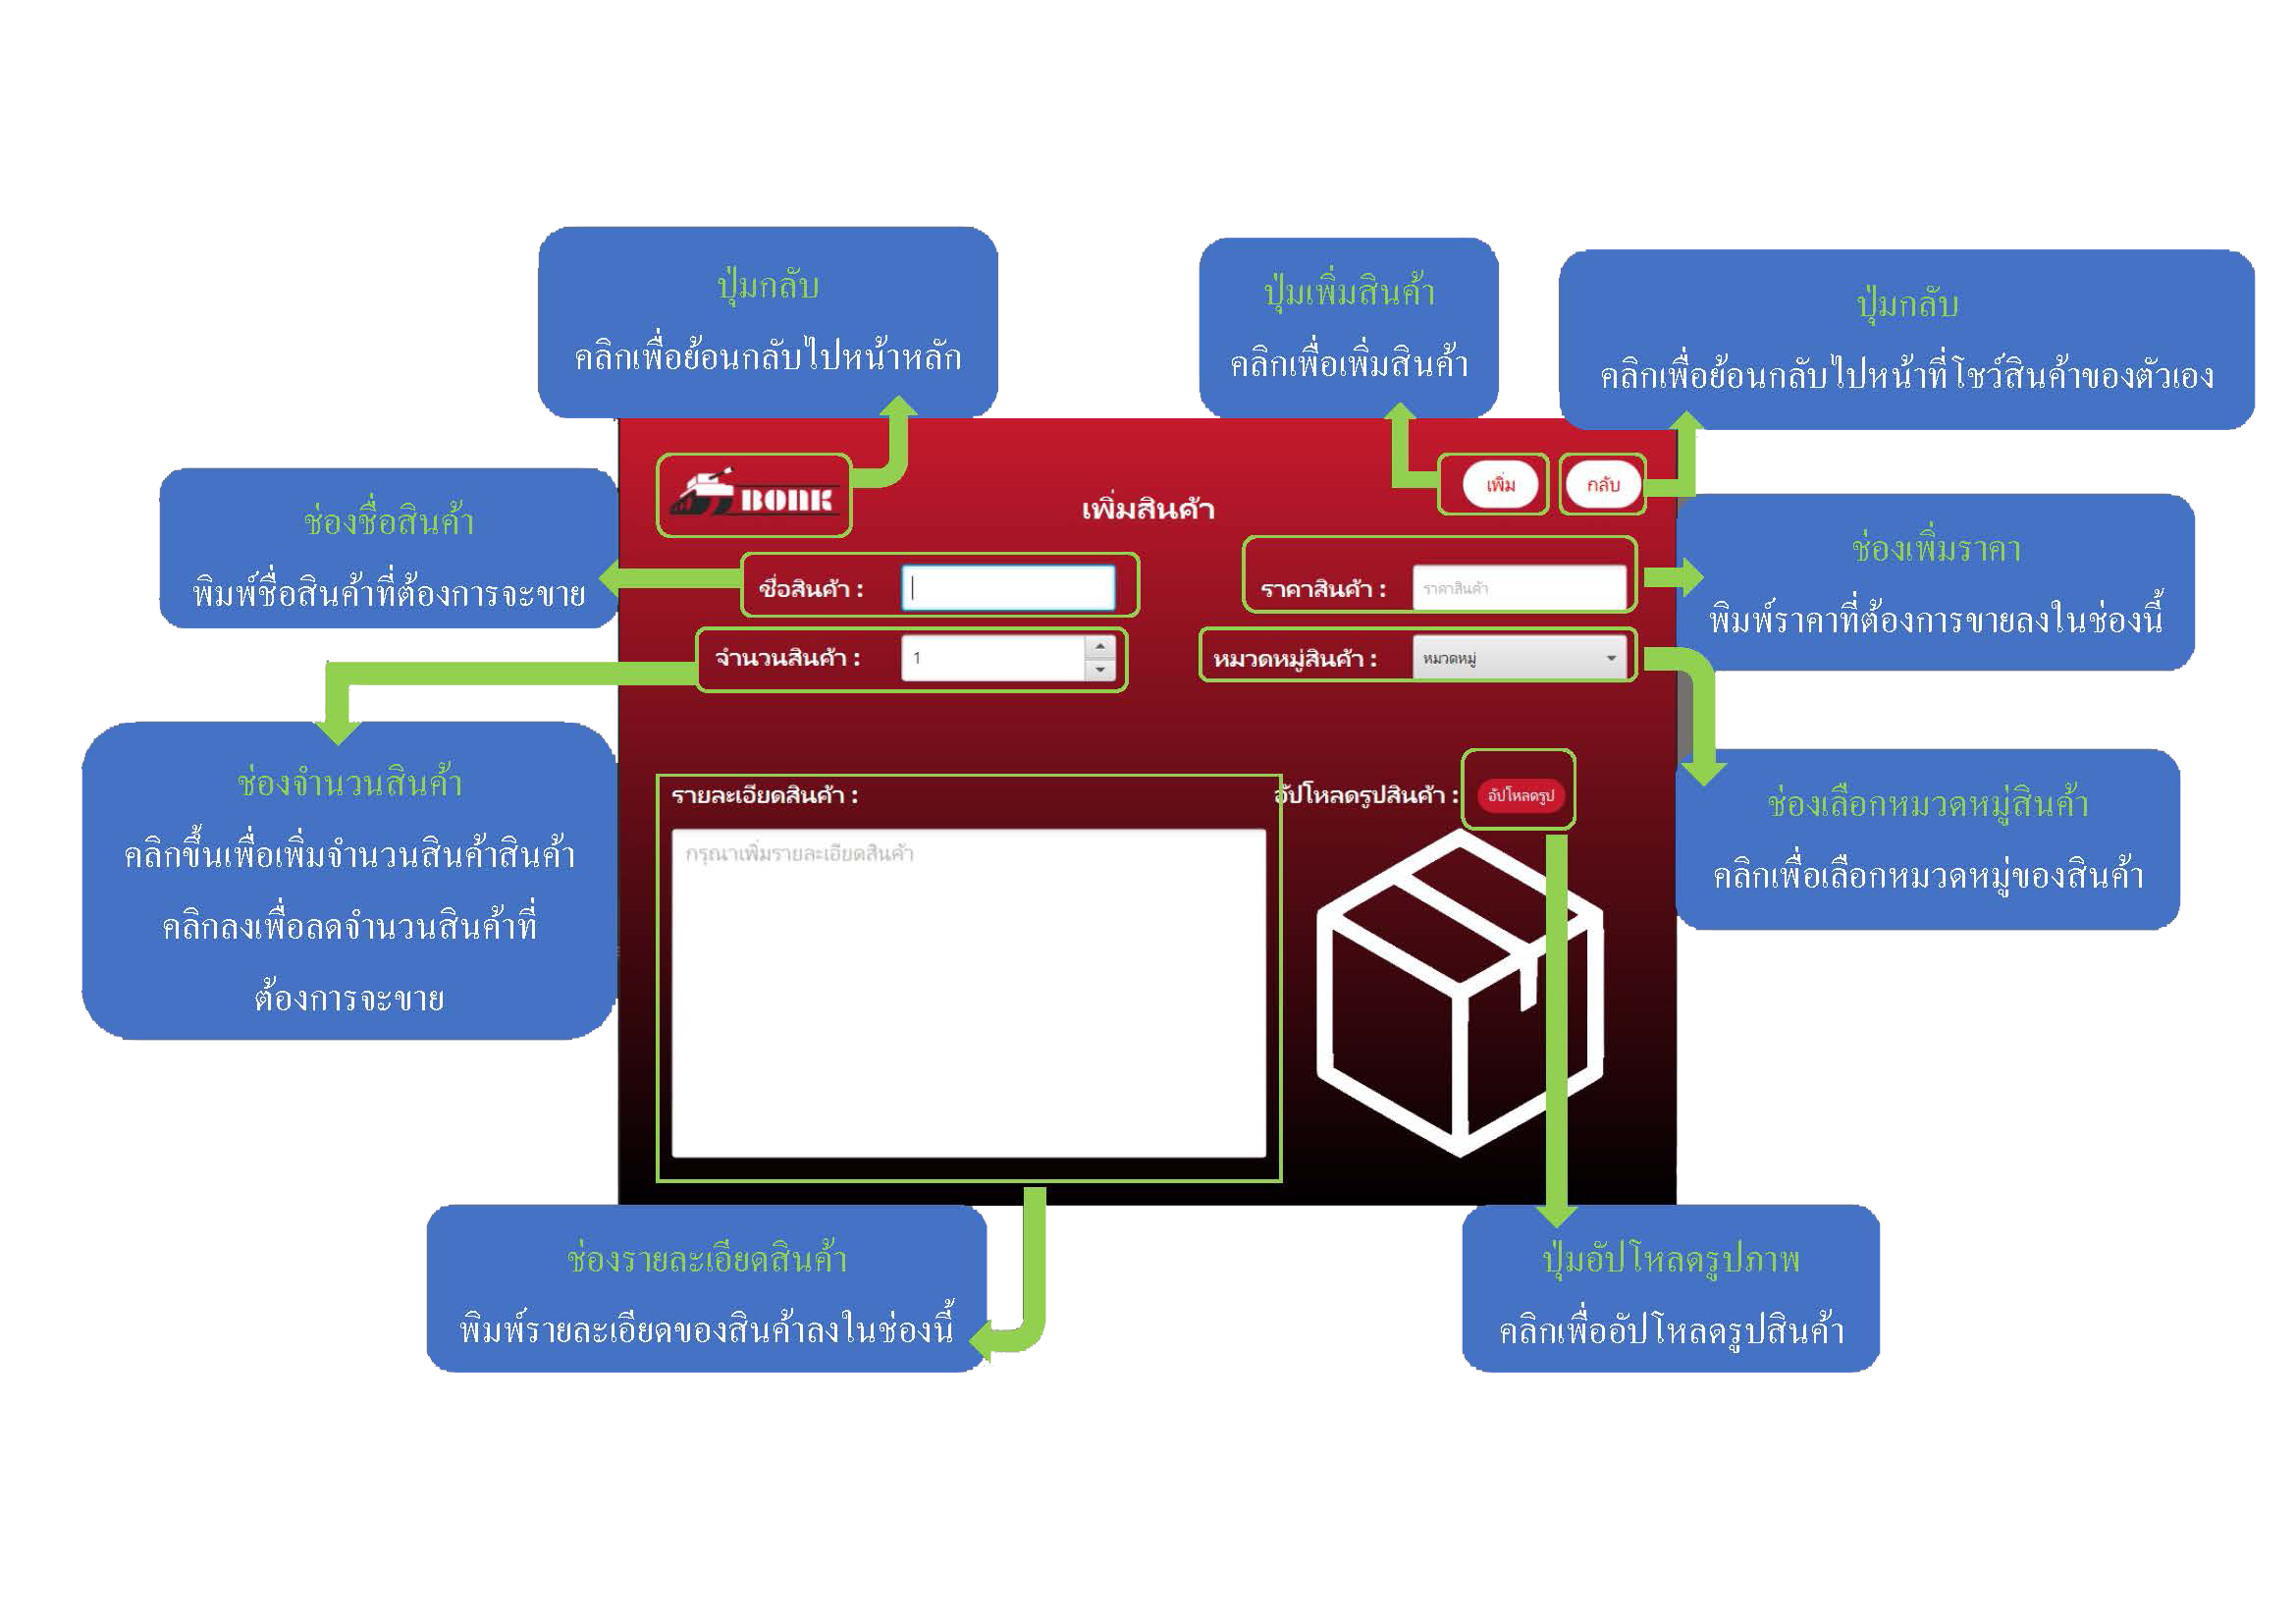 ปุ่มกลับ
คลิกเพื่อย้อนกลับไปหน้าหลัก
ปุ่มเพิ่มสินค้า
คลิกเพื่อเพิ่มสินค้า
ปุ่มกลับ
คลิกเพื่อย้อนกลับไปหน้าที่โชว์สินค้าของตัวเอง
BONK
เพิ่มสินค้า
เพิ่ม
กลับ
ช่องชื่อสินค้า
พิมพ์ชื่อสินค้าที่ต้องการจะขาย
ชื่อสินค้า :
ราคาสินค้า :
ราคาสินค้า
ช่องเพิ่มราคา
พิมพ์ราคาที่ต้องการขายลงในช่องนี้
จำนวนสินค้า :
1
หมวดหมู่สินค้า :
หมวดหมู่
ช่องจำนวนสินค้า
คลิกขึ้นเพื่อเพิ่มจำนวนสินค้าสินค้า
คลิกลงเพื่อลดจำนวนสินค้าที่
ต้องการจะขาย
รายละเอียดสินค้า :
กรุณาเพิ่มรายละเอียดสินค้า
อัปโหลดรูปสินค้า :
อัปโหลดรูป
ช่องเลือกหมวดหมู่สินค้า
คลิกเพื่อเลือกหมวดหมู่ของสินค้า
ช่องรายละเอียดสินค้า
พิมพ์รายละเอียดของสินค้าลงในช่องนี้
ปุ่มอัปโหลดรูปภาพ
คลิกเพื่ออัปโหลดรูปสินค้า